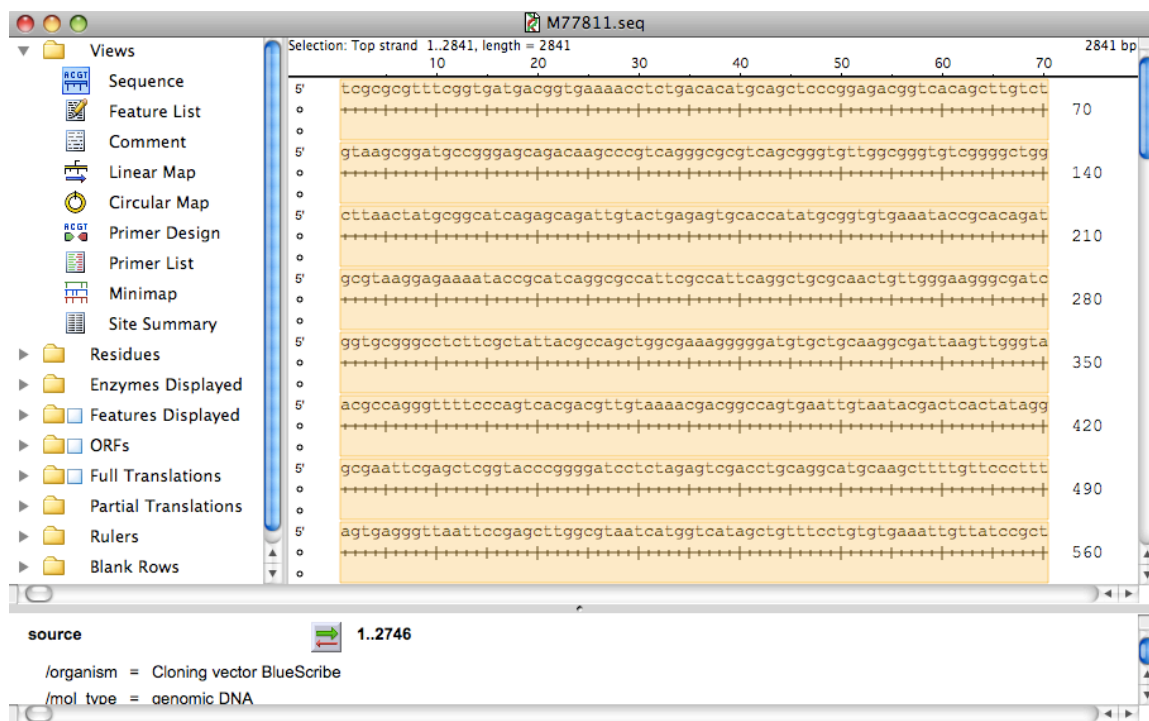 M77811.seq
Views
Sequence
Feature List
Comment
Linear Map
Circular Map
Primer Design
Primer List
Minimap
Site Summary
Residues
Enzymes Displayed
Features Displayed
ORFs
Full Translations
Partial Translations
Rulers
Blank Rows
Selection: Top strand 1..2841, length = 2841 2841 bp
10 20 30 40 50 60 70
5' tcgcgcgtttcggtgatgacggtgaaaacctctgacacatgcagctcccggagacggtcacagcttgtct
70
5' gtaagcggatgccgggagcagacaagcccgtcagggcgcgtcagcgggtgttggcgggtgtcggggctgg
140
5' cttaactatgcggcatcagagcagattgtactgagagtgcaccatatgcggtgtgaaataccgcacagat
210
5' gcgtaaggagaaaataccgcatcaggcgccattcgccattcaggctgcgcaactgttgggaagggcgatc
280
5' ggtgcgggcctcttcgctattacgccagctggcgaaagggggatgtgctgcaaggcgattaagttgggta
350
5' acgccagggttttcccagtcacgacgttgtaaaacgacggccagtgaattgtaatacgactcactatagg
420
5' gcgaattcgagctcggtacccggggatcctctagagtcgacctgcaggcatgcaagcttttgttcccttt
490
5' agtgagggttaattccgagcttggcgtaatcatggtcatagctgtttcctgtgtgaaattgttatccgct
560
source 1..2746
/organism = Cloning vector BlueScribe
/mol_type = genomic DNA